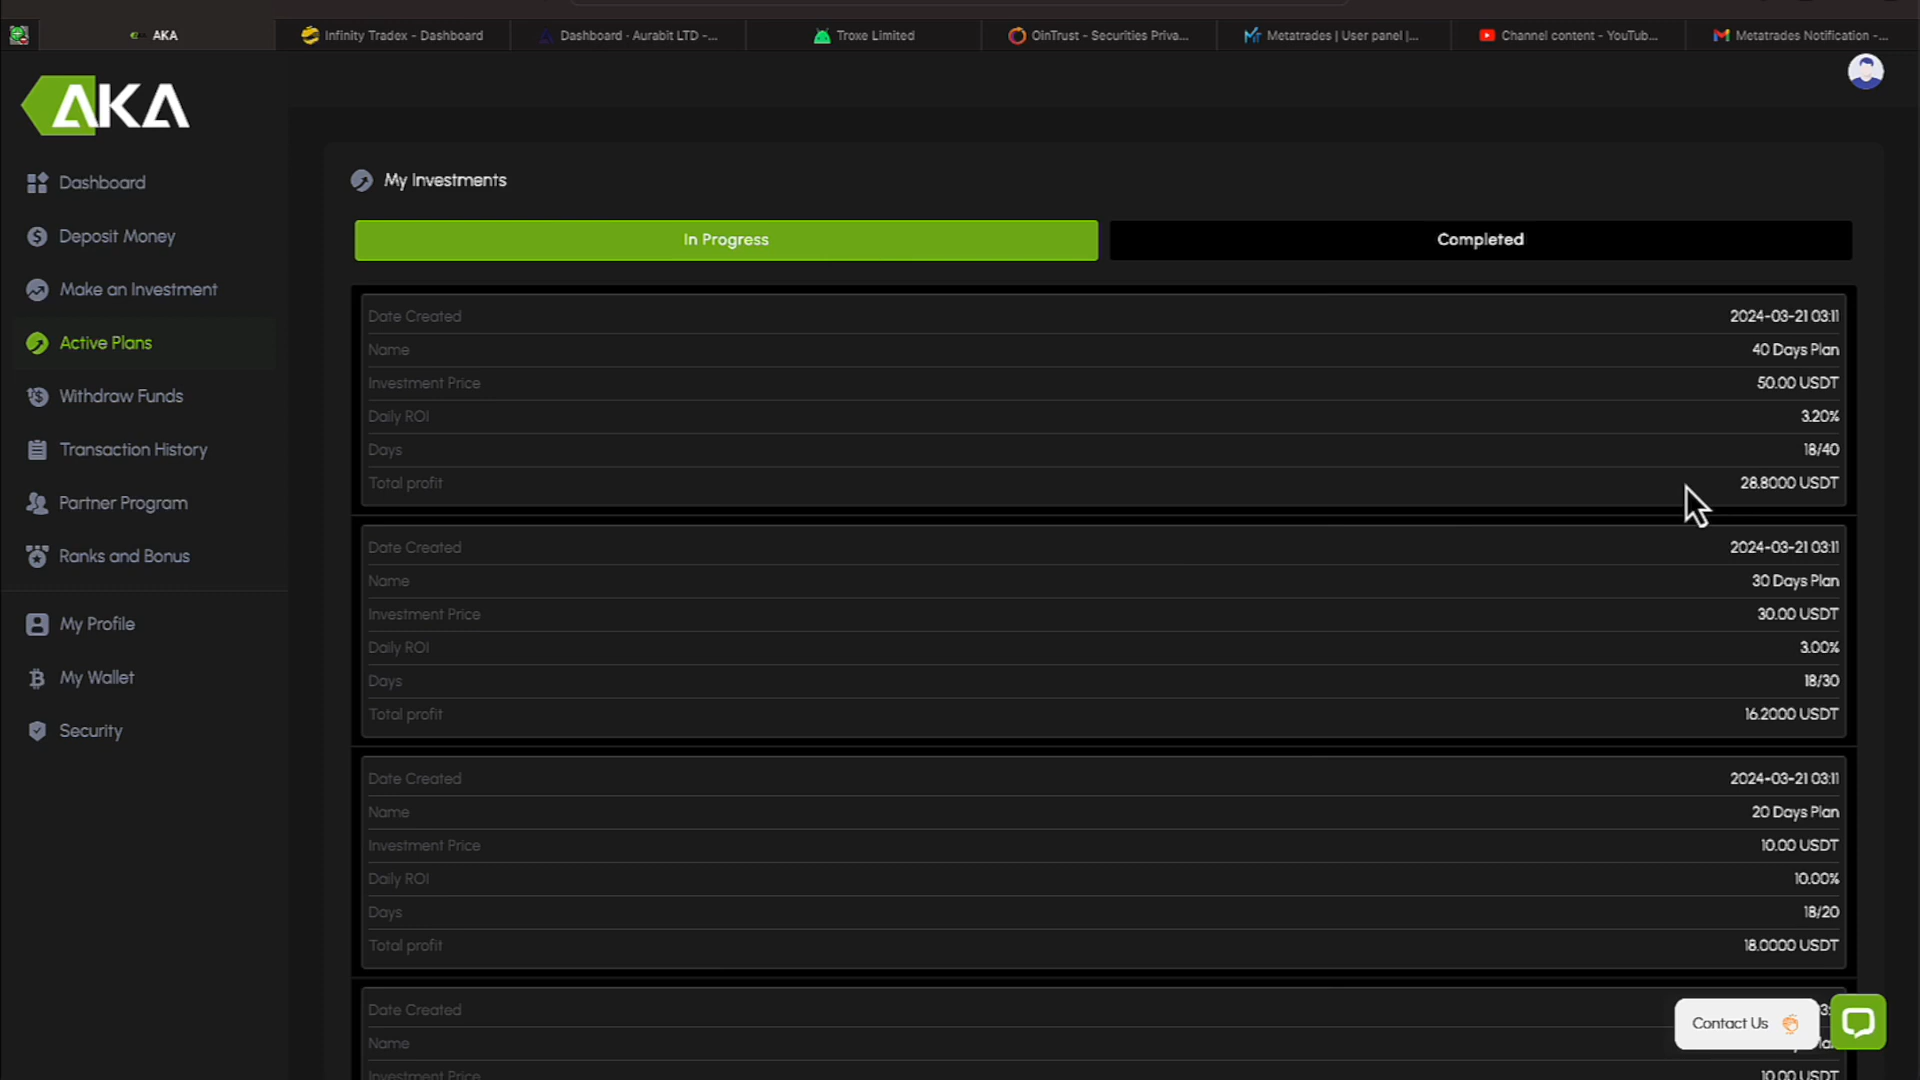 AKA
Infinity Tradex - Dashboard
Dashboard - Aurabit LTD -...
Troxe Limited
OinTrust - Securities Priva...
Metatrades | User panel |...
Channel content - YouTub...
Metatrades Notification -...
AKA
Dashboard
Deposit Money
Make an Investment
Active Plans
Withdraw Funds
Transaction History
Partner Program
Ranks and Bonus
My Profile
My Wallet
Security
My Investments
In Progress
Completed
Date Created 2024-03-21 03:11
Name 40 Days Plan
Investment Price 50.00 USDT
Daily ROI 3.20%
Days 18/40
Total profit 28.8000 USDT
Date Created 2024-03-21 03:11
Name 30 Days Plan
Investment Price 30.00 USDT
Daily ROI 3.00%
Days 18/30
Total profit 16.2000 USDT
Date Created 2024-03-21 03:11
Name 20 Days Plan
Investment Price 10.00 USDT
Daily ROI 10.00%
Days 18/20
Total profit 18.0000 USDT
Date Created
Name
Investment Price 10.00 USDT
Contact Us